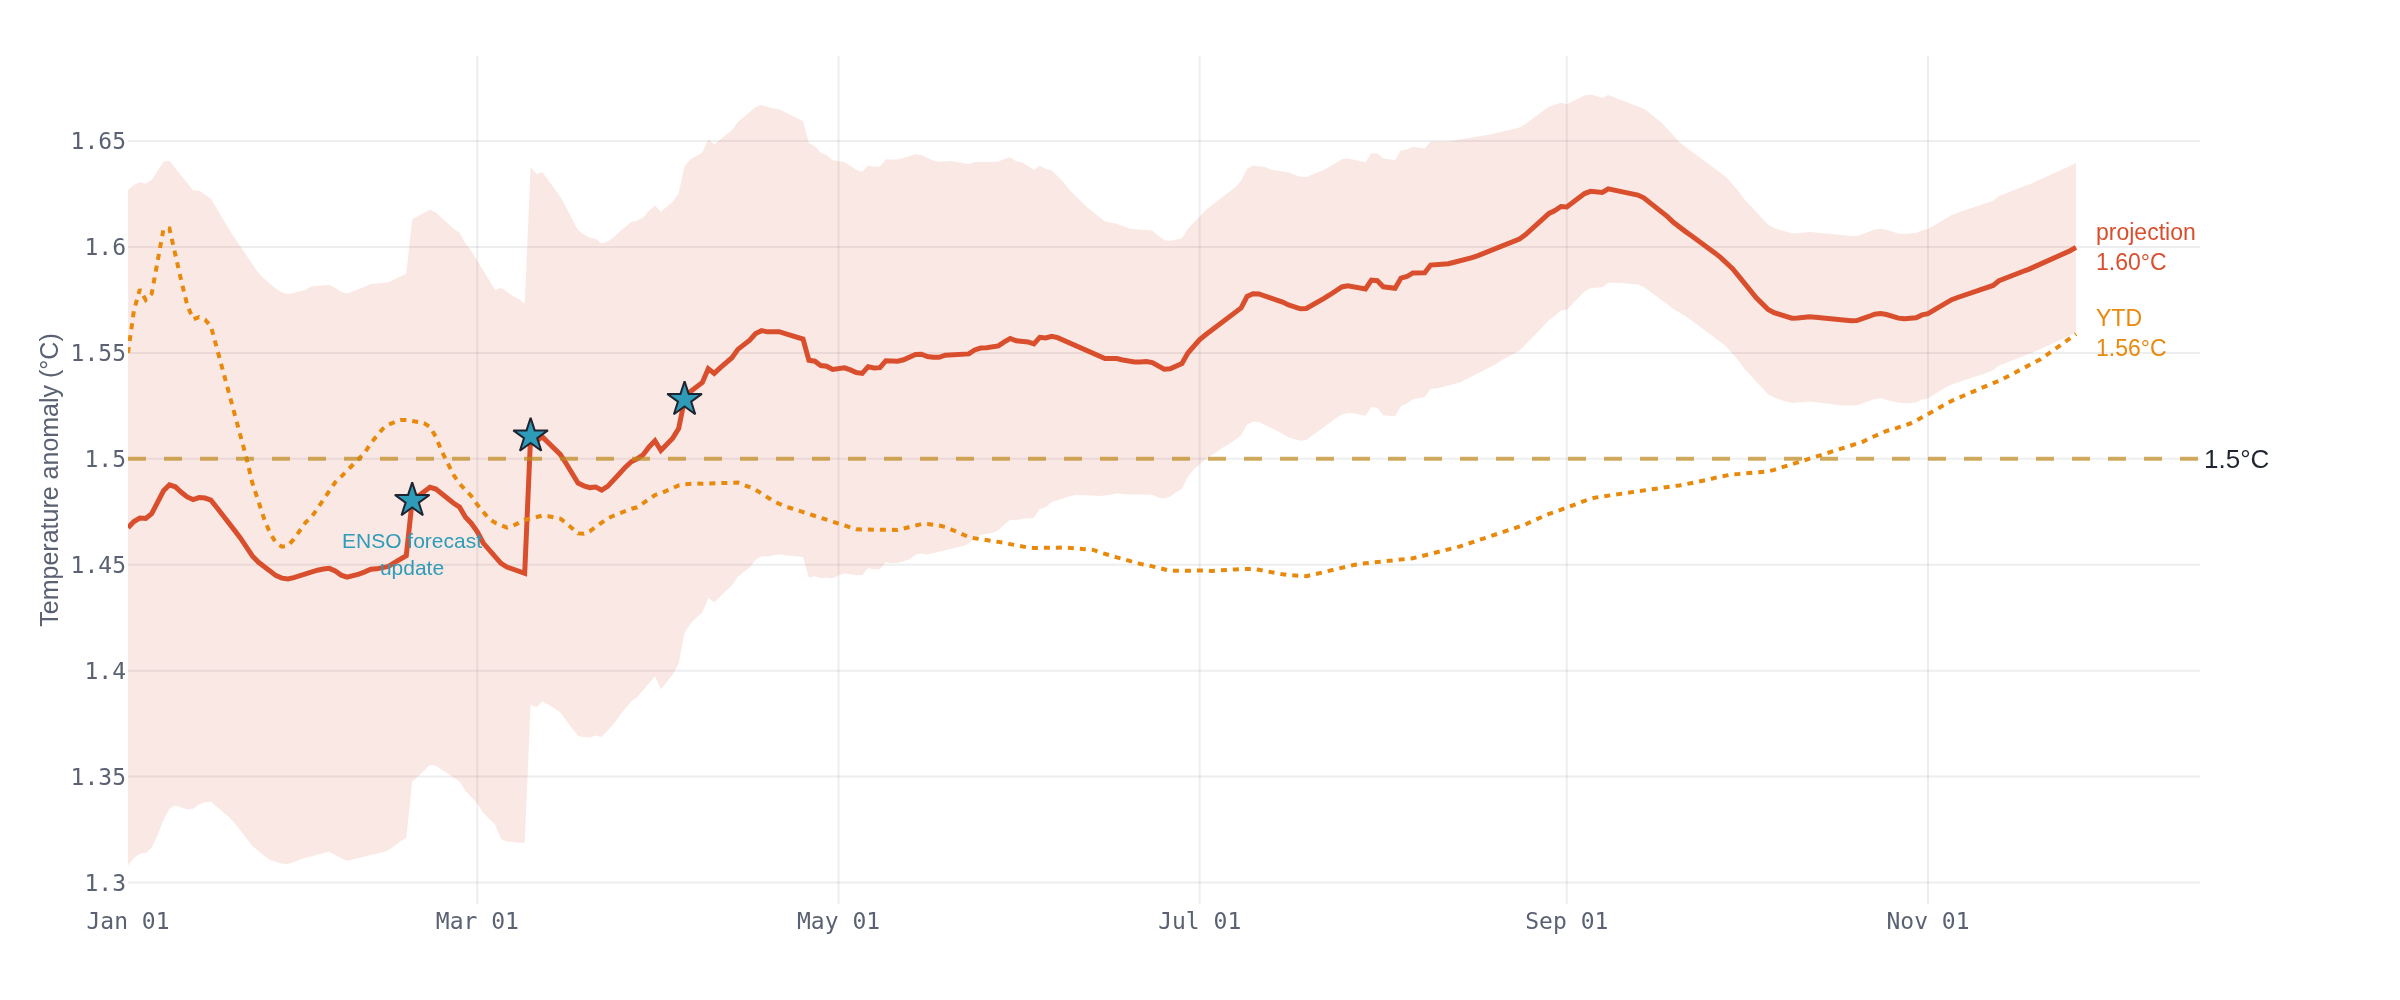 Temperature anomaly (°C)
1.65
1.6
1.55
1.5
1.45
1.4
1.35
1.3
Jan 01
Mar 01
May 01
Jul 01
Sep 01
Nov 01
ENSO forecast
update
projection
1.60°C
YTD
1.56°C
1.5°C